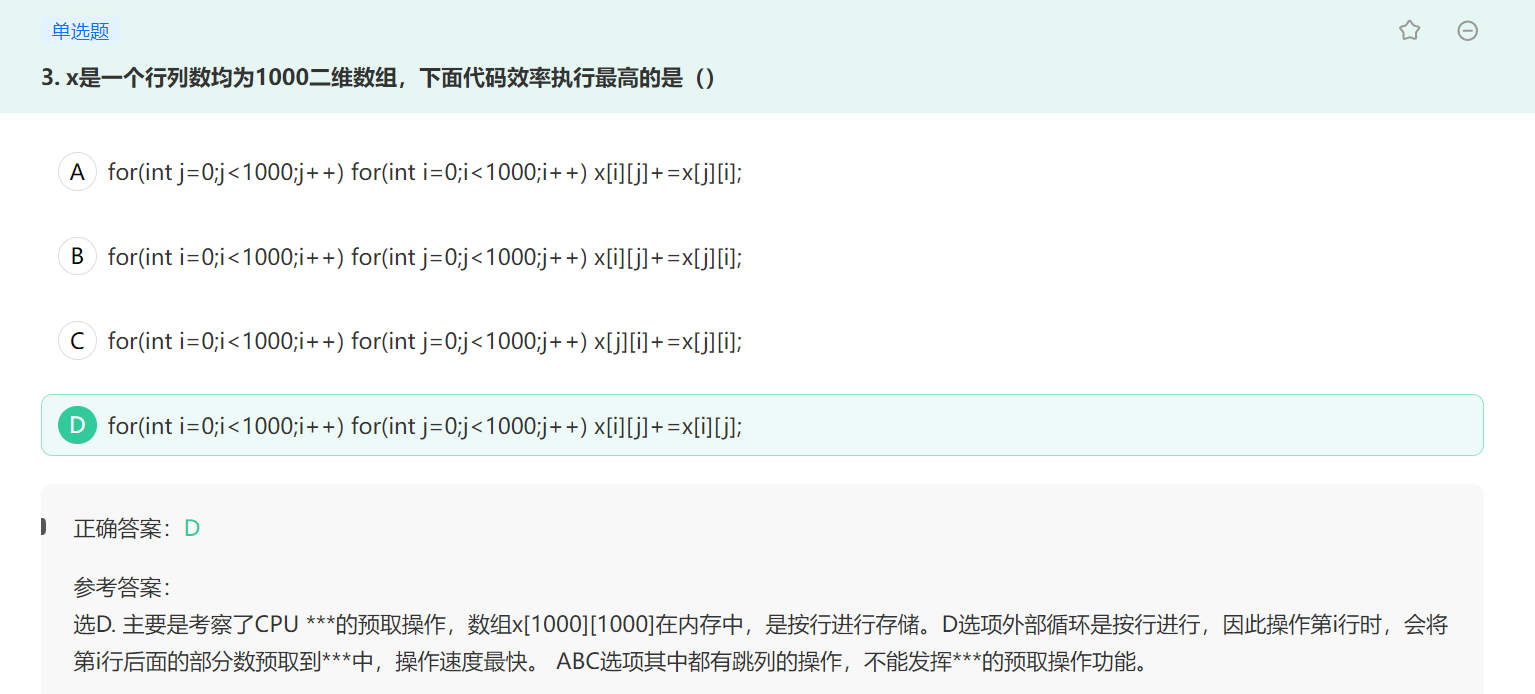 单选题
3. x是一个行列数均为1000二维数组，下面代码效率执行最高的是（）
A for(int j=0;j<1000;j++) for(int i=0;i<1000;i++) x[i][j]+=x[j][i];
B for(int i=0;i<1000;i++) for(int j=0;j<1000;j++) x[i][j]+=x[j][i];
C for(int i=0;i<1000;i++) for(int j=0;j<1000;j++) x[j][i]+=x[j][i];
D for(int i=0;i<1000;i++) for(int j=0;j<1000;j++) x[i][j]+=x[i][j];
正确答案：D
参考答案：
选D. 主要是考察了CPU ***的预取操作，数组x[1000][1000]在内存中，是按行进行存储。D选项外部循环是按行进行，因此操作第i行时，会将
第i行后面的部分数预取到***中，操作速度最快。 ABC选项其中都有跳列的操作，不能发挥***的预取操作功能。